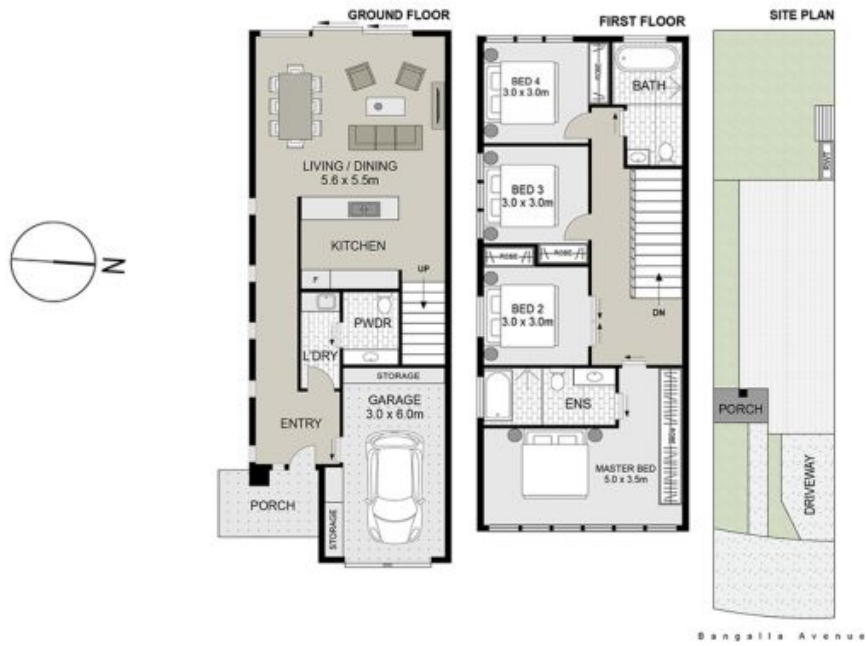 GROUND FLOOR
LIVING / DINING
5.6 x 5.5m
KITCHEN
F
UP
PWDR
L'DRY
STORAGE
GARAGE
3.0 x 6.0m
ENTRY
PORCH
STORAGE
N
FIRST FLOOR
BED 4
3.0 x 3.0m
ROBE
BATH
BED 3
3.0 x 3.0m
ROBE
ROBE
BED 2
3.0 x 3.0m
DN
ENS
ROBE
MASTER BED
5.0 x 3.5m
SITE PLAN
RWT
PORCH
DRIVEWAY
Bangalla Avenue